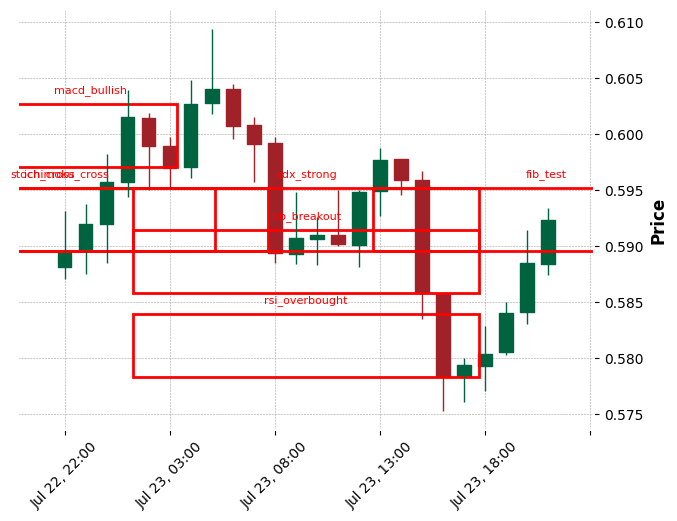 0.610
0.605
macd_bullish
0.600
stoch_cross
ichimoku_cross
adx_strong
fib_test
0.595
bb_breakout
Price
0.590
rsi_overbought
0.585
0.580
0.575
Jul 22, 22:00
Jul 23, 03:00
Jul 23, 08:00
Jul 23, 13:00
Jul 23, 18:00